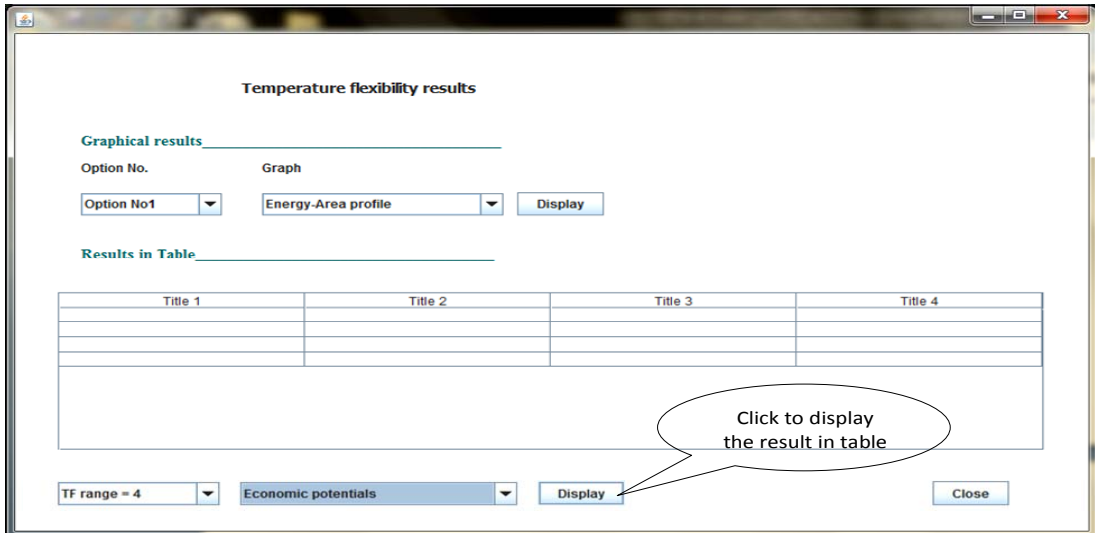 Temperature flexibility results
Graphical results
Option No. Graph
Option No1 Energy-Area profile Display
Results in Table
Title 1 Title 2 Title 3 Title 4
Click to display
the result in table
TF range = 4 Economic potentials Display Close